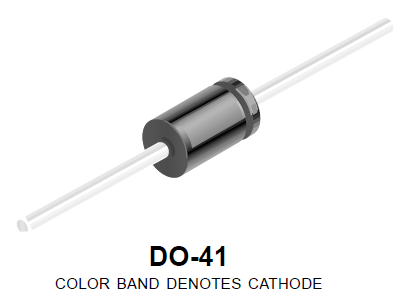 DO-41
COLOR BAND DENOTES CATHODE